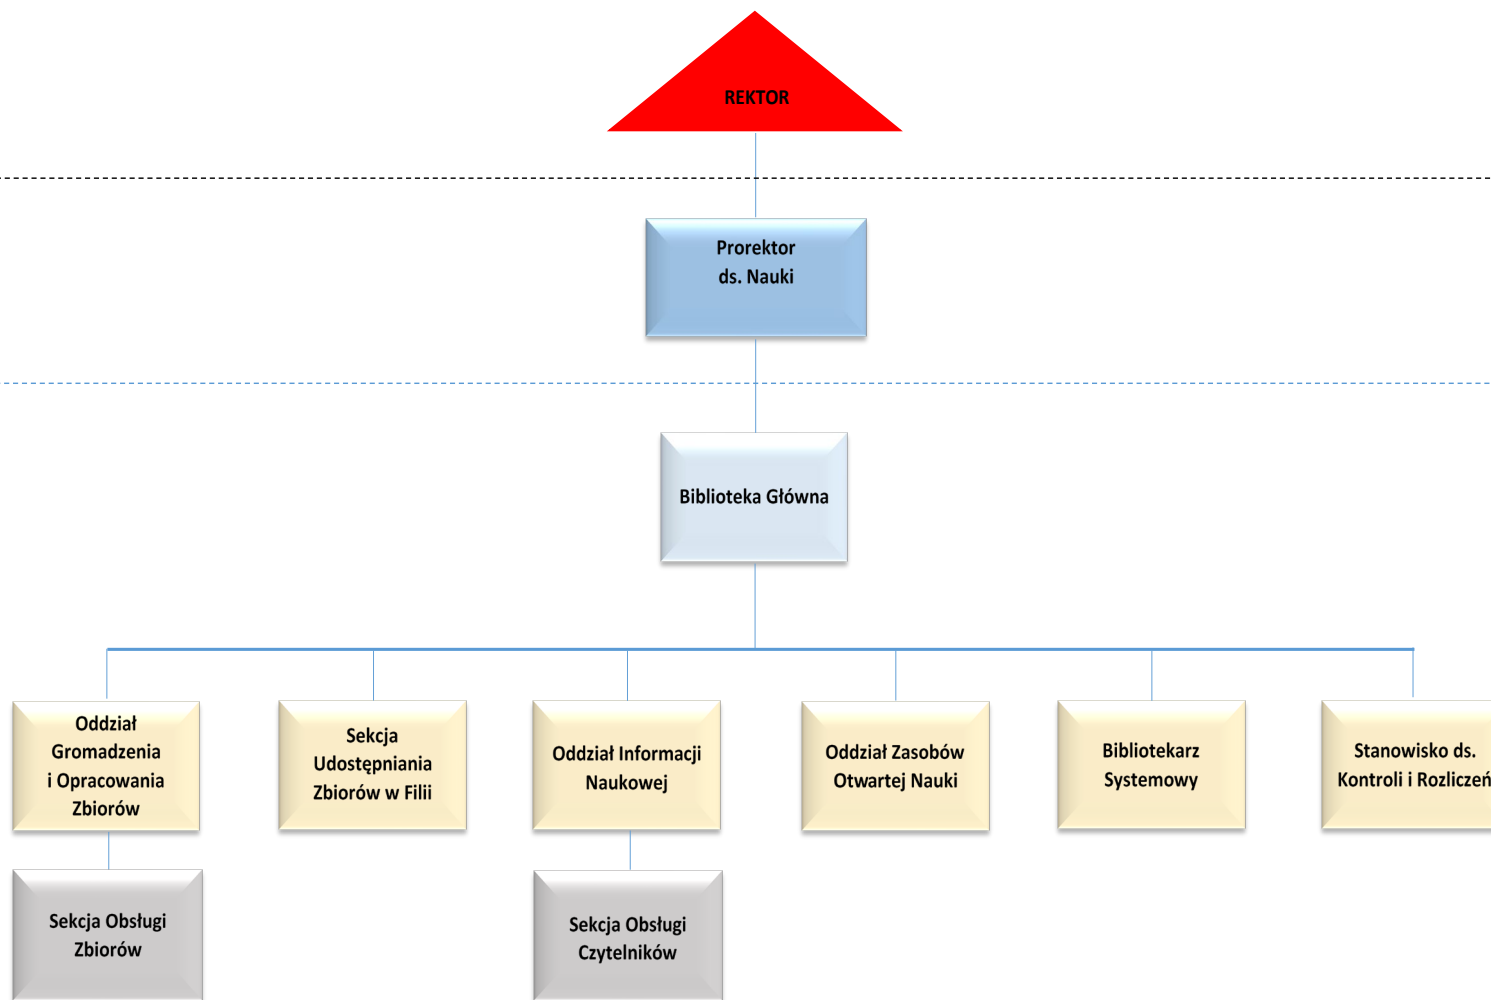 REKTOR
Prorektor
ds. Nauki
Biblioteka Główna
Oddział
Gromadzenia
i Opracowania
Zbiorów
Sekcja
Udostępniania
Zbiorów w Filii
Oddział Informacji
Naukowej
Oddział Zasobów
Otwartej Nauki
Bibliotekarz
Systemowy
Stanowisko ds.
Kontroli i Rozliczeń
Sekcja Obsługi
Zbiorów
Sekcja Obsługi
Czytelników